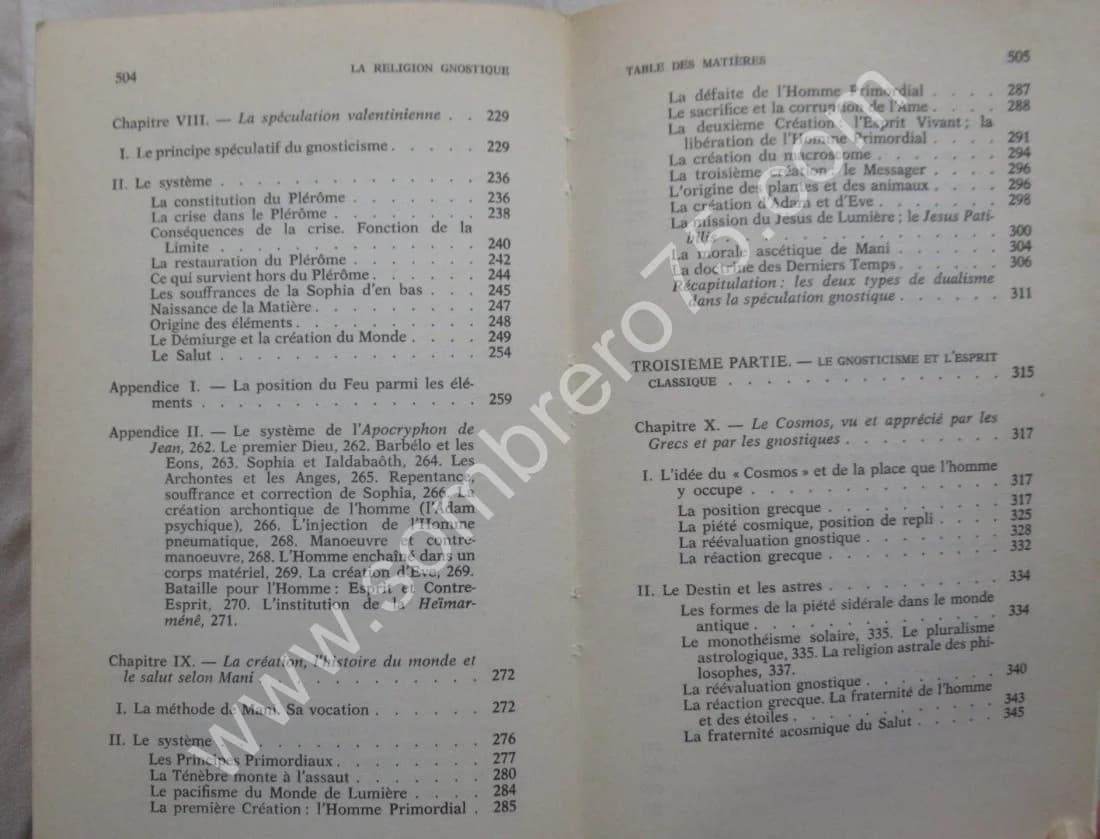 504 LA RELIGION GNOSTIQUE
Chapitre VIII. — La spéculation valentinienne . . 229
I. Le principe spéculatif du gnosticisme . . . . . 229
II. Le système . . . . . . . . . . . . . . 236
La constitution du Plérôme . . . . . . . 236
La crise dans le Plérôme . . . . . . . . 238
Conséquences de la crise. Fonction de la
Limite . . . . . . . . . . . . . . . 240
La restauration du Plérôme . . . . . . . 242
Ce qui survient hors du Plérôme . . . . . . 244
Les souffrances de la Sophia d'en bas . . . 245
Naissance de la Matière . . . . . . . . . 247
Origine des éléments . . . . . . . . . . 248
Le Démiurge et la création du Monde . . . . 249
Le Salut . . . . . . . . . . . . . . . 254
Appendice I. — La position du Feu parmi les élé-
ments . . . . . . . . . . . . . . . . 259
Appendice II. — Le système de l'Apocryphon de
Jean, 262. Le premier Dieu, 262. Barbélo et les
Eons, 263. Sophia et Ialdabaôth, 264. Les
Archontes et les Anges, 265. Repentance,
souffrance et correction de Sophia, 266. La
création archontique de l'homme (l'Adam
psychique), 266. L'injection de l'Homme
pneumatique, 268. Manoeuvre et contre-
manoeuvre, 268. L'Homme enchaîné dans un
corps matériel, 269. La création d'Eve, 269.
Bataille pour l'Homme : Esprit et Contre-
Esprit, 270. L'institution de la Heïmar-
ménê, 271.
Chapitre IX. — La création, l'histoire du monde et
le salut selon Mani . . . . . . . . . . 272
I. La méthode de Mani. Sa vocation . . . . . . 272
II. Le système . . . . . . . . . . . . . . 276
Les Principes Primordiaux . . . . . . . . 277
La Ténèbre monte à l'assaut . . . . . . . 280
Le pacifisme du Monde de Lumière . . . . 284
La première Création : l'Homme Primordial . 285
TABLE DES MATIÈRES 505
La défaite de l'Homme Primordial . . . . 287
Le sacrifice et la corruption de l'Ame . . . . 288
La deuxième Création : l'Esprit Vivant ; la
libération de l'Homme Primordial . . . . 291
La création du macroscome . . . . . . . 294
La troisième création : le Messager . . . . 296
L'origine des plantes et des animaux . . . . 296
La création d'Adam et d'Eve . . . . . . . 298
La mission du Jésus de Lumière ; le Jesus Pati-
bilis . . . . . . . . . . . . . . . . 300
La morale ascétique de Mani . . . . . . . 304
La doctrine des Derniers Temps . . . . . . 306
Récapitulation : les deux types de dualisme
dans la spéculation gnostique . . . . . . 311
TROISIÈME PARTIE. — LE GNOSTICISME ET L'ESPRIT
CLASSIQUE . . . . . . . . . . . . . . . 315
Chapitre X. — Le Cosmos, vu et apprécié par les
Grecs et par les gnostiques . . . . . . . . 317
I. L'idée du « Cosmos » et de la place que l'homme
y occupe . . . . . . . . . . . . . . . 317
La position grecque . . . . . . . . . . . 317
La piété cosmique, position de repli . . . . 325
La réévaluation gnostique . . . . . . . . 328
La réaction grecque . . . . . . . . . . . 332
II. Le Destin et les astres . . . . . . . . . . 334
Les formes de la piété sidérale dans le monde
antique . . . . . . . . . . . . . . . 334
Le monothéisme solaire, 335. Le pluralisme
astrologique, 335. La religion astrale des phi-
losophes, 337.
La réévaluation gnostique . . . . . . . . 340
La réaction grecque. La fraternité de l'homme
et des étoiles . . . . . . . . . . . . . 343
La fraternité acosmique du Salut . . . . . 345
www.sombrero75.com